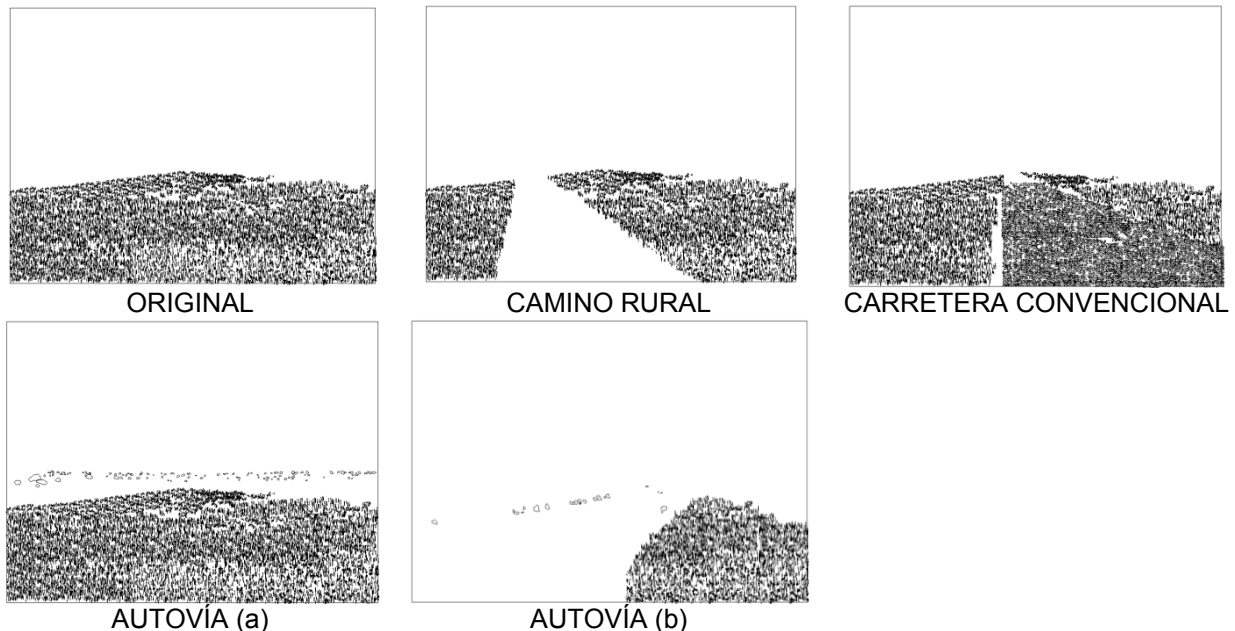 ORIGINAL
CAMINO RURAL
CARRETERA CONVENCIONAL
AUTOVÍA (a)
AUTOVÍA (b)